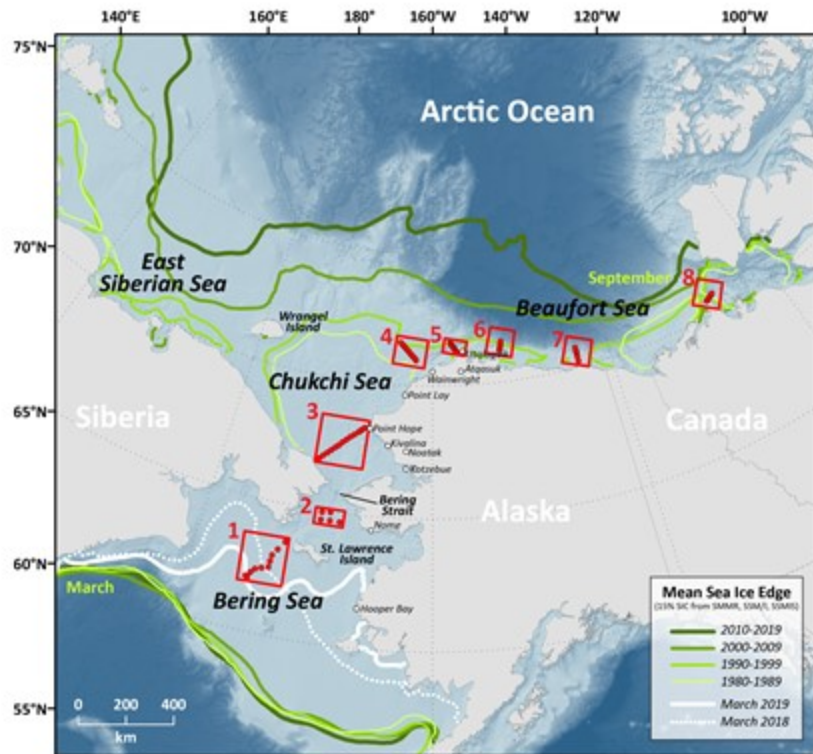 140°E 160°E 180° 160°W 140°W 120°W 100°W
75°N
70°N
65°N
60°N
55°N
Arctic Ocean
East
Siberian Sea
September
Beaufort Sea
8
Wrangel
Island
4
5
6
7
Atqasuk
Wainwright
Chukchi Sea
Point Lay
Siberia
Canada
3
Point Hope
Kivalina
Noatak
Kotzebue
Bering
Strait
Alaska
2
Nome
1
St. Lawrence
Island
March
Bering Sea
Hooper Bay
Mean Sea Ice Edge
(15% SIC from SMMR, SSM/I, SSMIS)
2010-2019
2000-2009
1990-1999
1980-1989
March 2019
March 2018
0 200 400
km